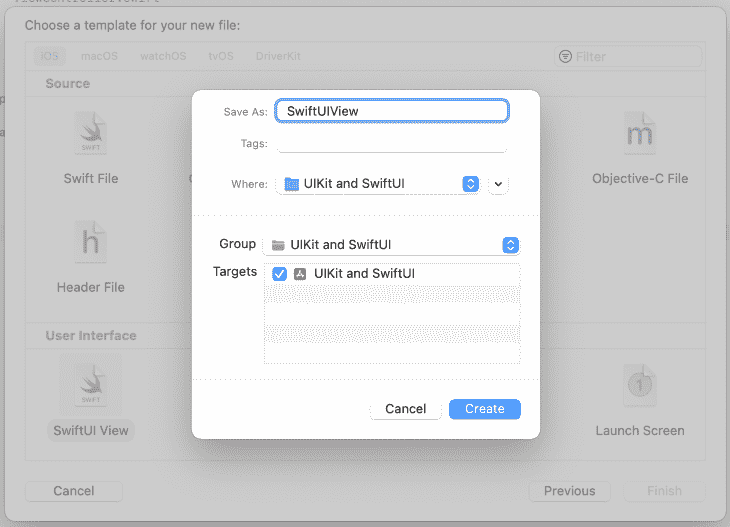 Choose a template for your new file:
iOS macOS watchOS tvOS DriverKit Filter
Source
Save As: SwiftUIView
Tags:
Where: UIKit and SwiftUI
SWIFT
m
Swift File
Objective-C File
h
Header File
Group UIKit and SwiftUI
Targets UIKit and SwiftUI
User Interface
SWIFT
1
SwiftUI View
Launch Screen
Cancel Create
Cancel Previous Finish